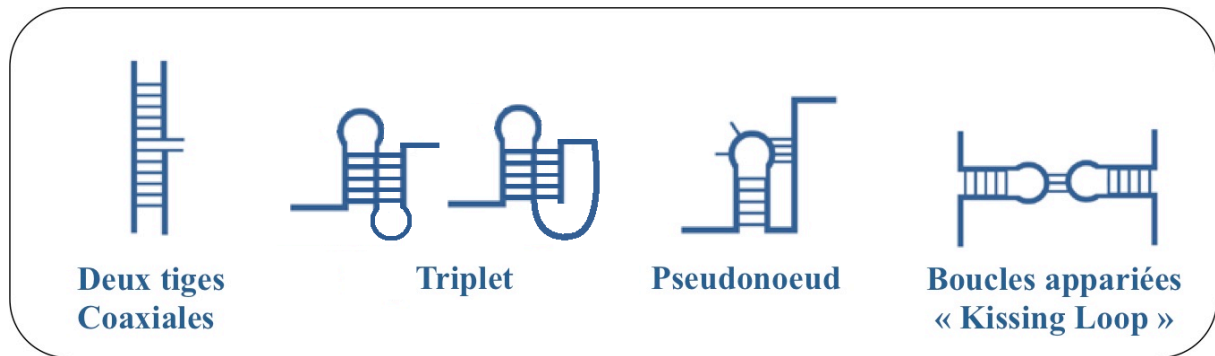 Deux tiges
Coaxiales
Triplet
Pseudonoeud
Boucles appariées
« Kissing Loop »